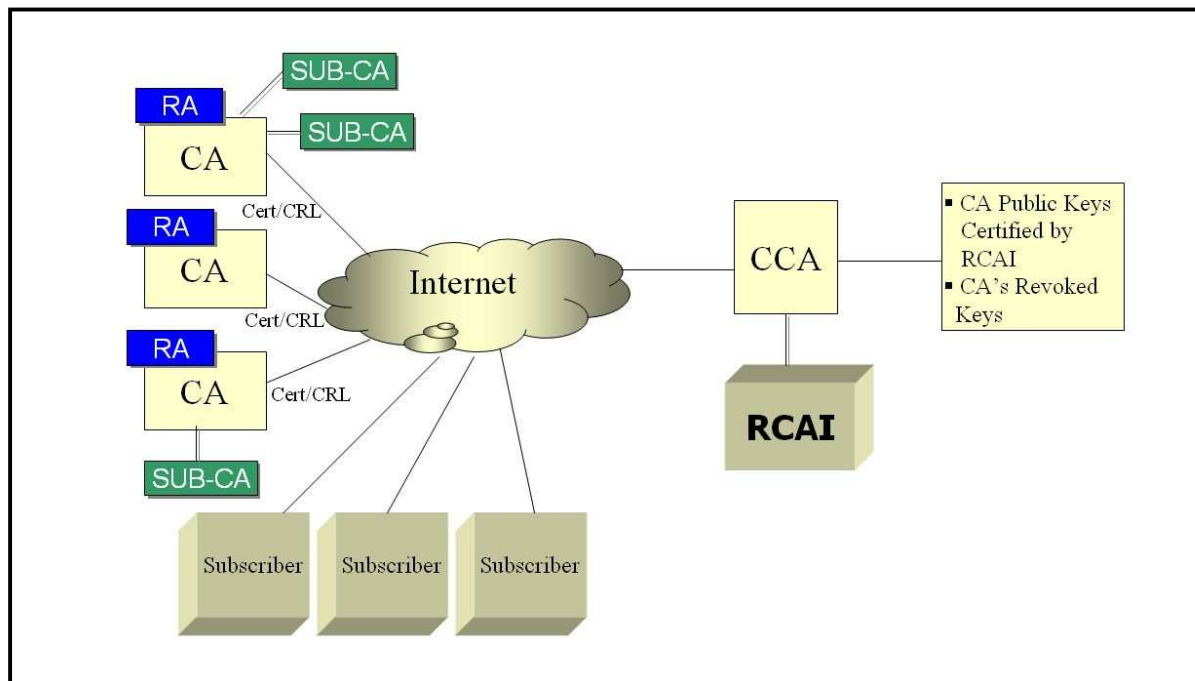 SUB-CA
RA
SUB-CA
CA
Cert/CRL
RA
CA
Cert/CRL
RA
CA
Cert/CRL
SUB-CA
Internet
Subscriber
Subscriber
Subscriber
CCA
RCAI
▪ CA Public Keys
Certified by
RCAI
▪ CA's Revoked
Keys